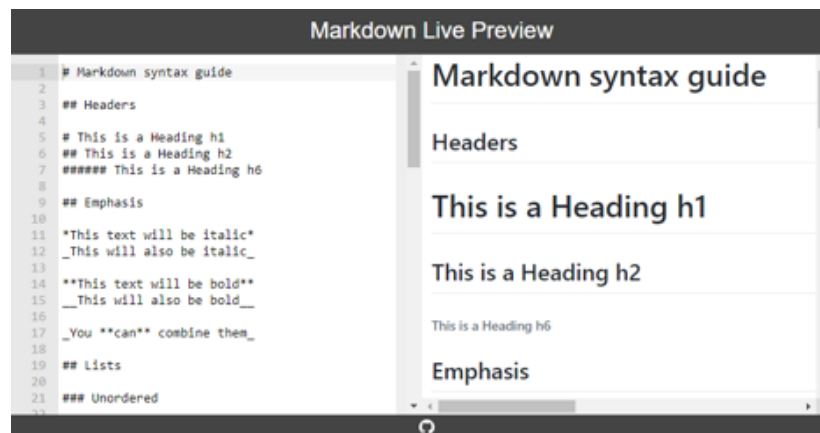 Markdown Live Preview
1 # Markdown syntax guide
2
3 ## Headers
4
5 # This is a Heading h1
6 ## This is a Heading h2
7 ###### This is a Heading h6
8
9 ## Emphasis
10
11 *This text will be italic*
12 _This will also be italic_
13
14 **This text will be bold**
15 __This will also be bold__
16
17 _You **can** combine them_
18
19 ## Lists
20
21 ### Unordered
Markdown syntax guide
Headers
This is a Heading h1
This is a Heading h2
This is a Heading h6
Emphasis